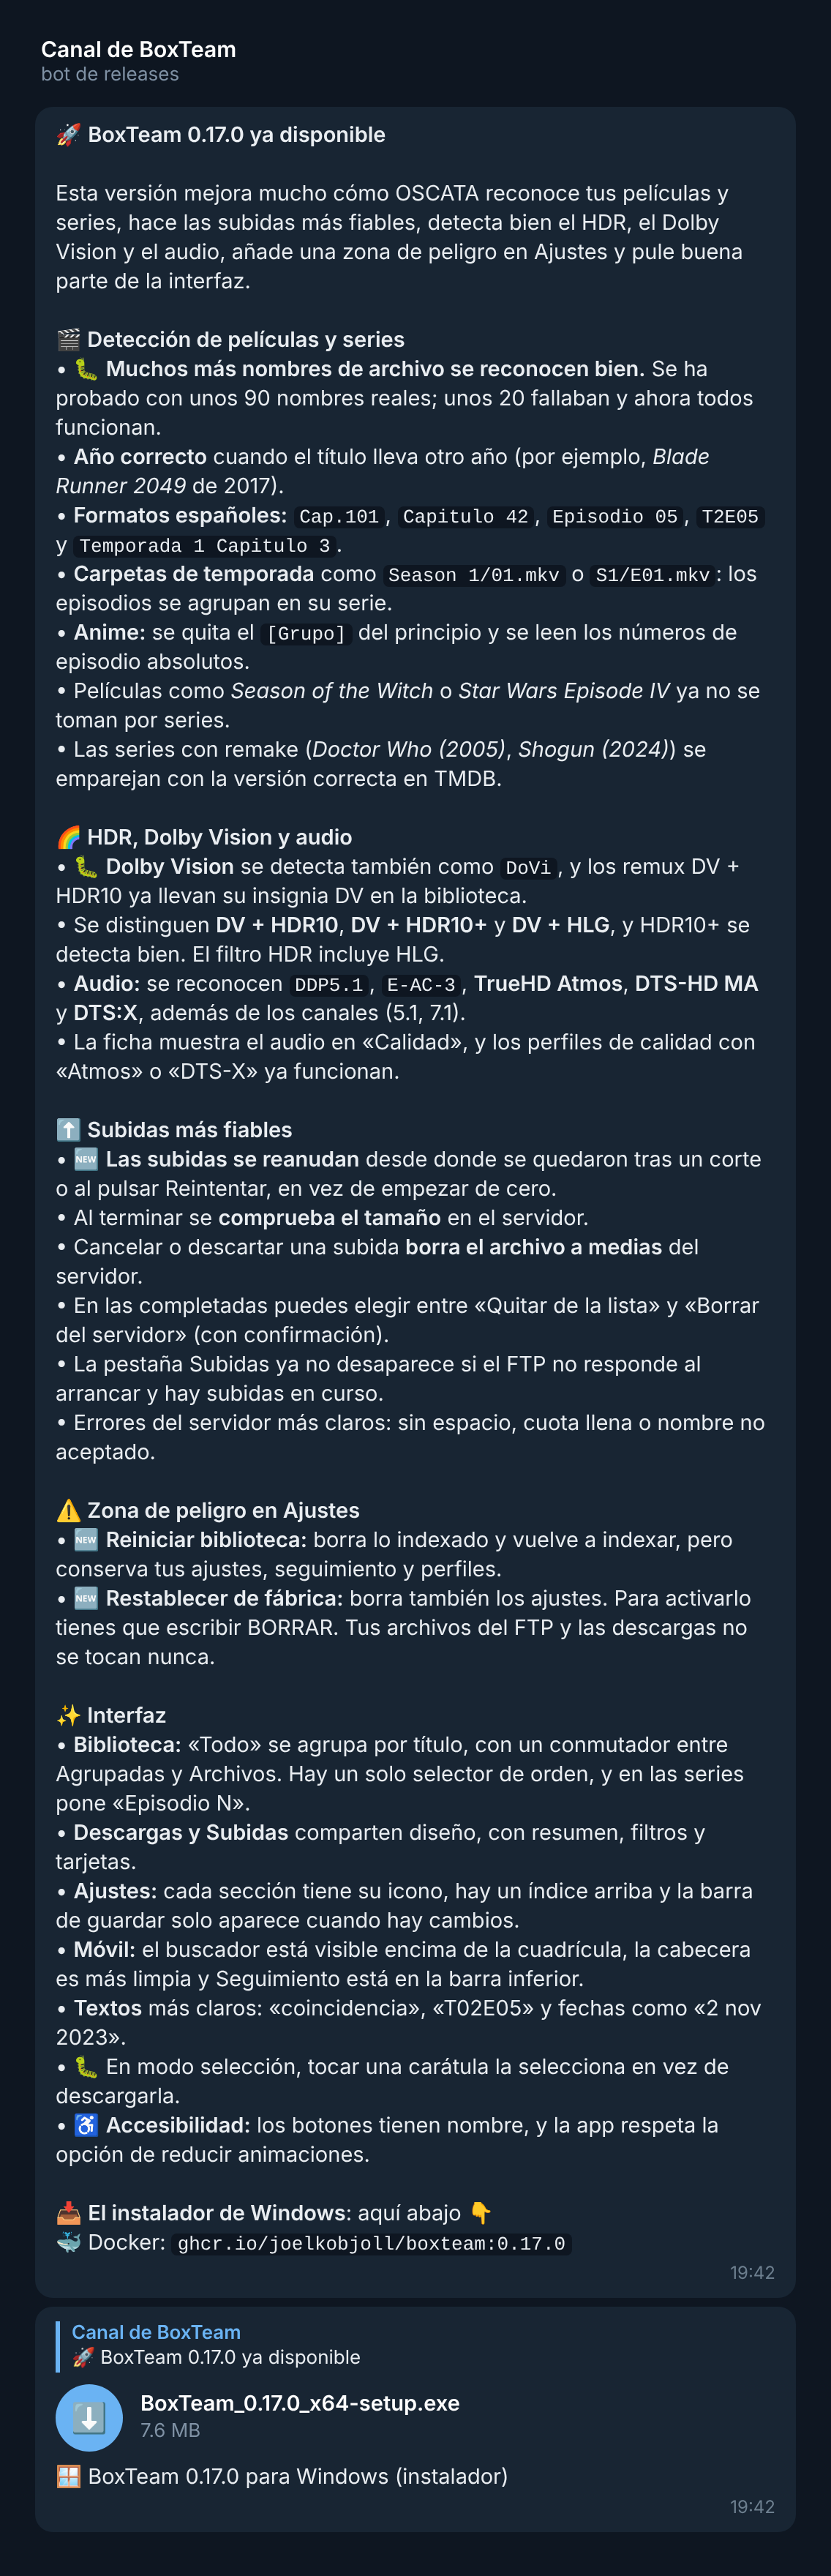 Canal de BoxTeam
bot de releases
🚀 BoxTeam 0.17.0 ya disponible
Esta versión mejora mucho cómo OSCATA reconoce tus películas y
series, hace las subidas más fiables, detecta bien el HDR, el Dolby
Vision y el audio, añade una zona de peligro en Ajustes y pule buena
parte de la interfaz.
🎬 Detección de películas y series
• 🐛 Muchos más nombres de archivo se reconocen bien. Se ha
probado con unos 90 nombres reales; unos 20 fallaban y ahora todos
funcionan.
• Año correcto cuando el título lleva otro año (por ejemplo, Blade
Runner 2049 de 2017).
• Formatos españoles: Cap.101, Capitulo 42, Episodio 05, T2E05
y Temporada 1 Capitulo 3.
• Carpetas de temporada como Season 1/01.mkv o S1/E01.mkv: los
episodios se agrupan en su serie.
• Anime: se quita el [Grupo] del principio y se leen los números de
episodio absolutos.
• Películas como Season of the Witch o Star Wars Episode IV ya no se
toman por series.
• Las series con remake (Doctor Who (2005), Shogun (2024)) se
emparejan con la versión correcta en TMDB.
🌈 HDR, Dolby Vision y audio
• 🐛 Dolby Vision se detecta también como DoVi, y los remux DV +
HDR10 ya llevan su insignia DV en la biblioteca.
• Se distinguen DV + HDR10, DV + HDR10+ y DV + HLG, y HDR10+ se
detecta bien. El filtro HDR incluye HLG.
• Audio: se reconocen DDP5.1, E-AC-3, TrueHD Atmos, DTS-HD MA
y DTS:X, además de los canales (5.1, 7.1).
• La ficha muestra el audio en «Calidad», y los perfiles de calidad con
«Atmos» o «DTS-X» ya funcionan.
⬆️ Subidas más fiables
• 🆕 Las subidas se reanudan desde donde se quedaron tras un corte
o al pulsar Reintentar, en vez de empezar de cero.
• Al terminar se comprueba el tamaño en el servidor.
• Cancelar o descartar una subida borra el archivo a medias del
servidor.
• En las completadas puedes elegir entre «Quitar de la lista» y «Borrar
del servidor» (con confirmación).
• La pestaña Subidas ya no desaparece si el FTP no responde al
arrancar y hay subidas en curso.
• Errores del servidor más claros: sin espacio, cuota llena o nombre no
aceptado.
⚠️ Zona de peligro en Ajustes
• 🆕 Reiniciar biblioteca: borra lo indexado y vuelve a indexar, pero
conserva tus ajustes, seguimiento y perfiles.
• 🆕 Restablecer de fábrica: borra también los ajustes. Para activarlo
tienes que escribir BORRAR. Tus archivos del FTP y las descargas no
se tocan nunca.
✨ Interfaz
• Biblioteca: «Todo» se agrupa por título, con un conmutador entre
Agrupadas y Archivos. Hay un solo selector de orden, y en las series
pone «Episodio N».
• Descargas y Subidas comparten diseño, con resumen, filtros y
tarjetas.
• Ajustes: cada sección tiene su icono, hay un índice arriba y la barra
de guardar solo aparece cuando hay cambios.
• Móvil: el buscador está visible encima de la cuadrícula, la cabecera
es más limpia y Seguimiento está en la barra inferior.
• Textos más claros: «coincidencia», «T02E05» y fechas como «2 nov
2023».
• 🐛 En modo selección, tocar una carátula la selecciona en vez de
descargarla.
• ♿ Accesibilidad: los botones tienen nombre, y la app respeta la
opción de reducir animaciones.
📥 El instalador de Windows: aquí abajo 👇
🐳 Docker: ghcr.io/joelkobjoll/boxteam:0.17.0
19:42
Canal de BoxTeam
🚀 BoxTeam 0.17.0 ya disponible
BoxTeam_0.17.0_x64-setup.exe
7.6 MB
🪟 BoxTeam 0.17.0 para Windows (instalador)
19:42